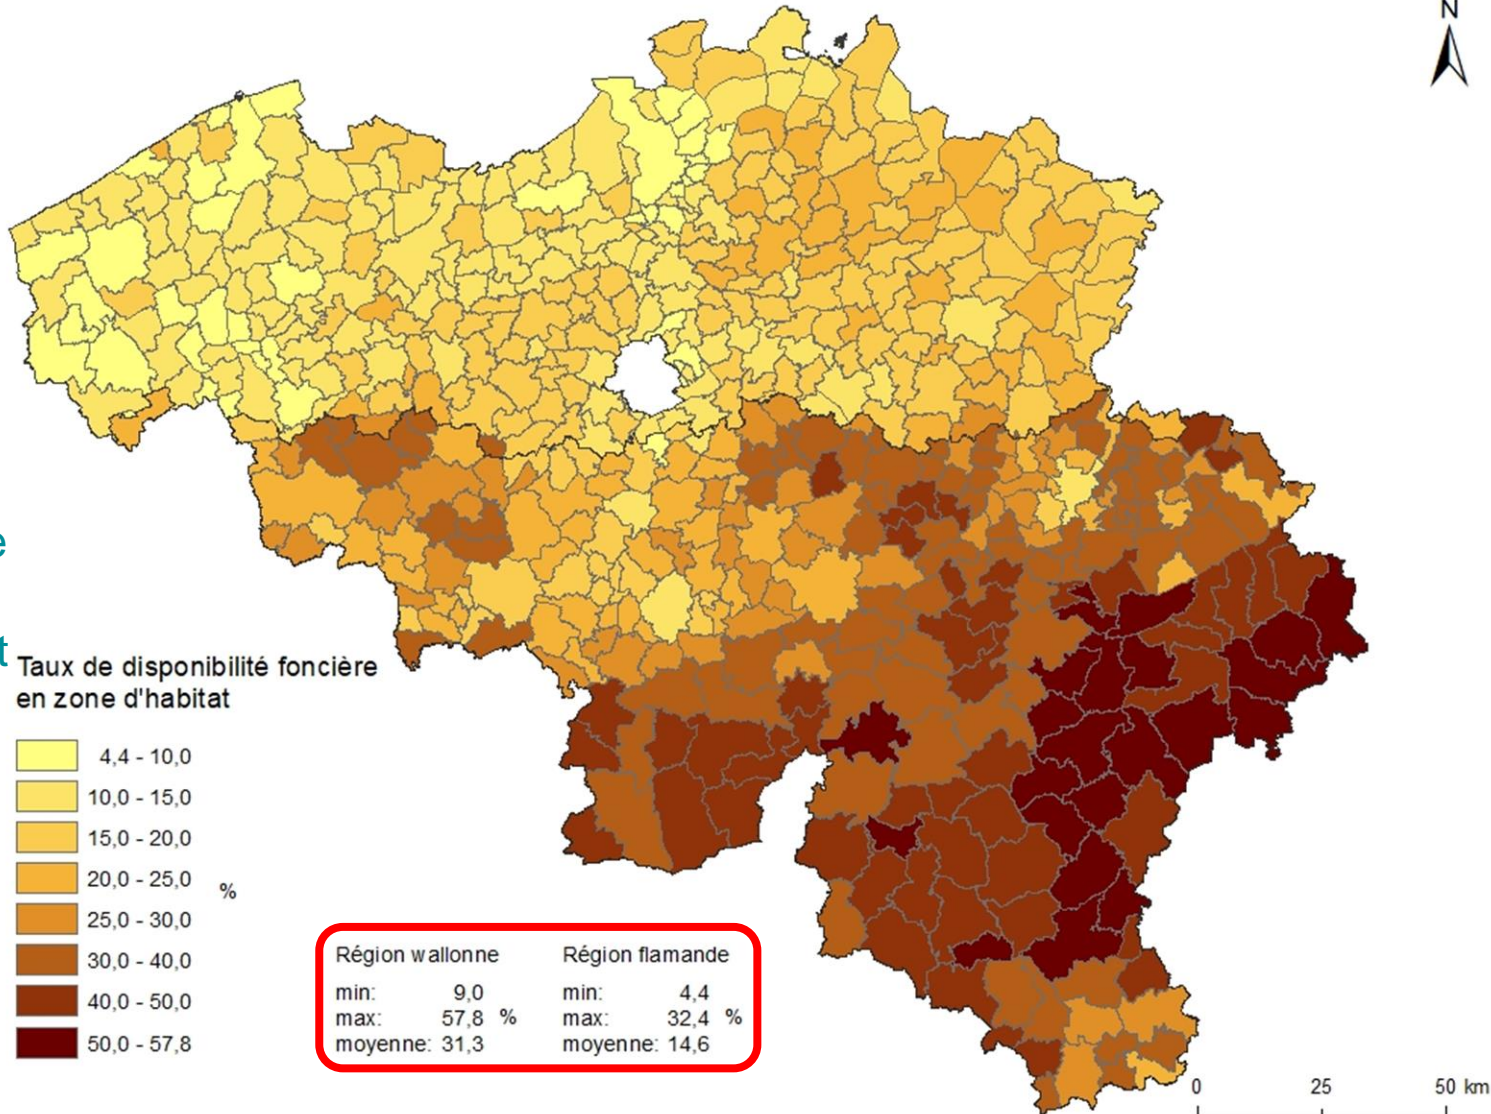 N
e
t
Taux de disponibilité foncière
en zone d'habitat
4,4 - 10,0
10,0 - 15,0
15,0 - 20,0
20,0 - 25,0
%
25,0 - 30,0
30,0 - 40,0
40,0 - 50,0
50,0 - 57,8
Région wallonne
min: 9,0
max: 57,8 %
moyenne: 31,3
Région flamande
min: 4,4
max: 32,4 %
moyenne: 14,6
0 25 50 km